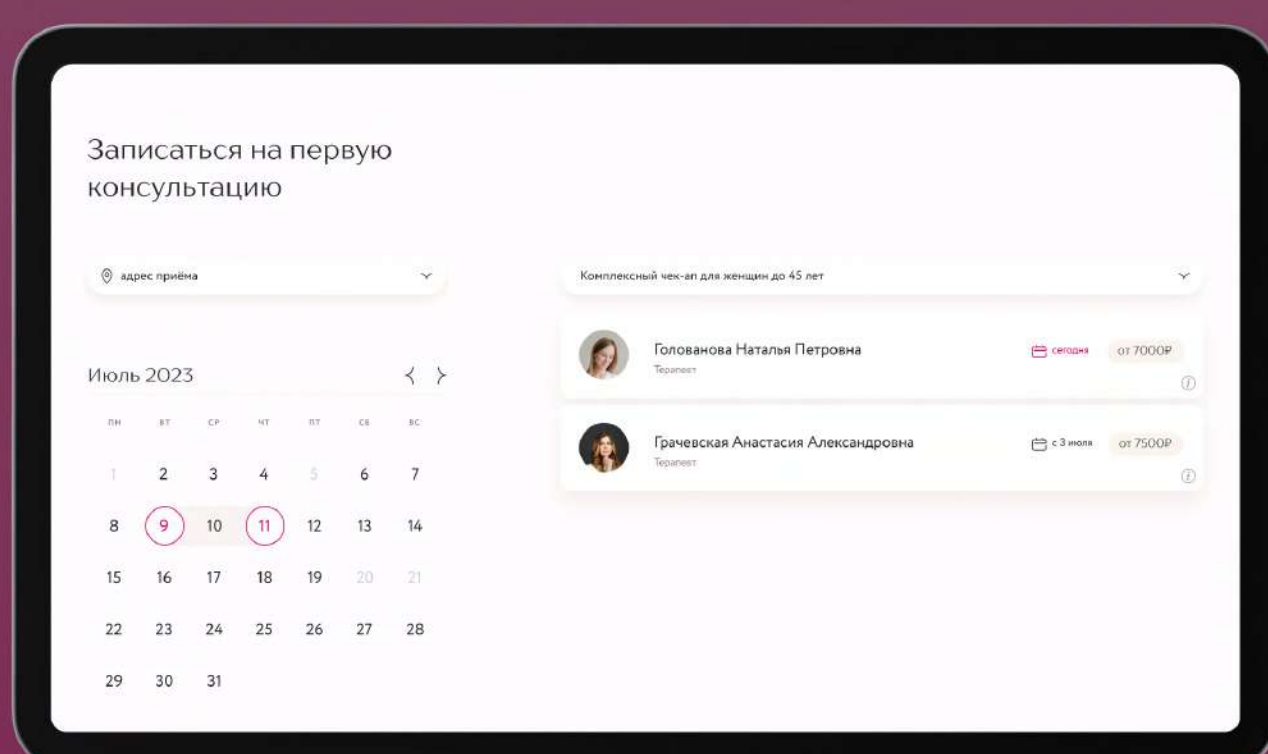 Записаться на первую
консультацию
адрес приёма
Комплексный чек-ап для женщин до 45 лет
Голованова Наталья Петровна
Терапевт
сегодня
от 7000₽
Грачевская Анастасия Александровна
Терапевт
с 3 июля
от 7500₽
Июль 2023
ПН ВТ СР ЧТ ПТ СБ ВС
1 2 3 4 5 6 7
8 9 10 11 12 13 14
15 16 17 18 19 20 21
22 23 24 25 26 27 28
29 30 31